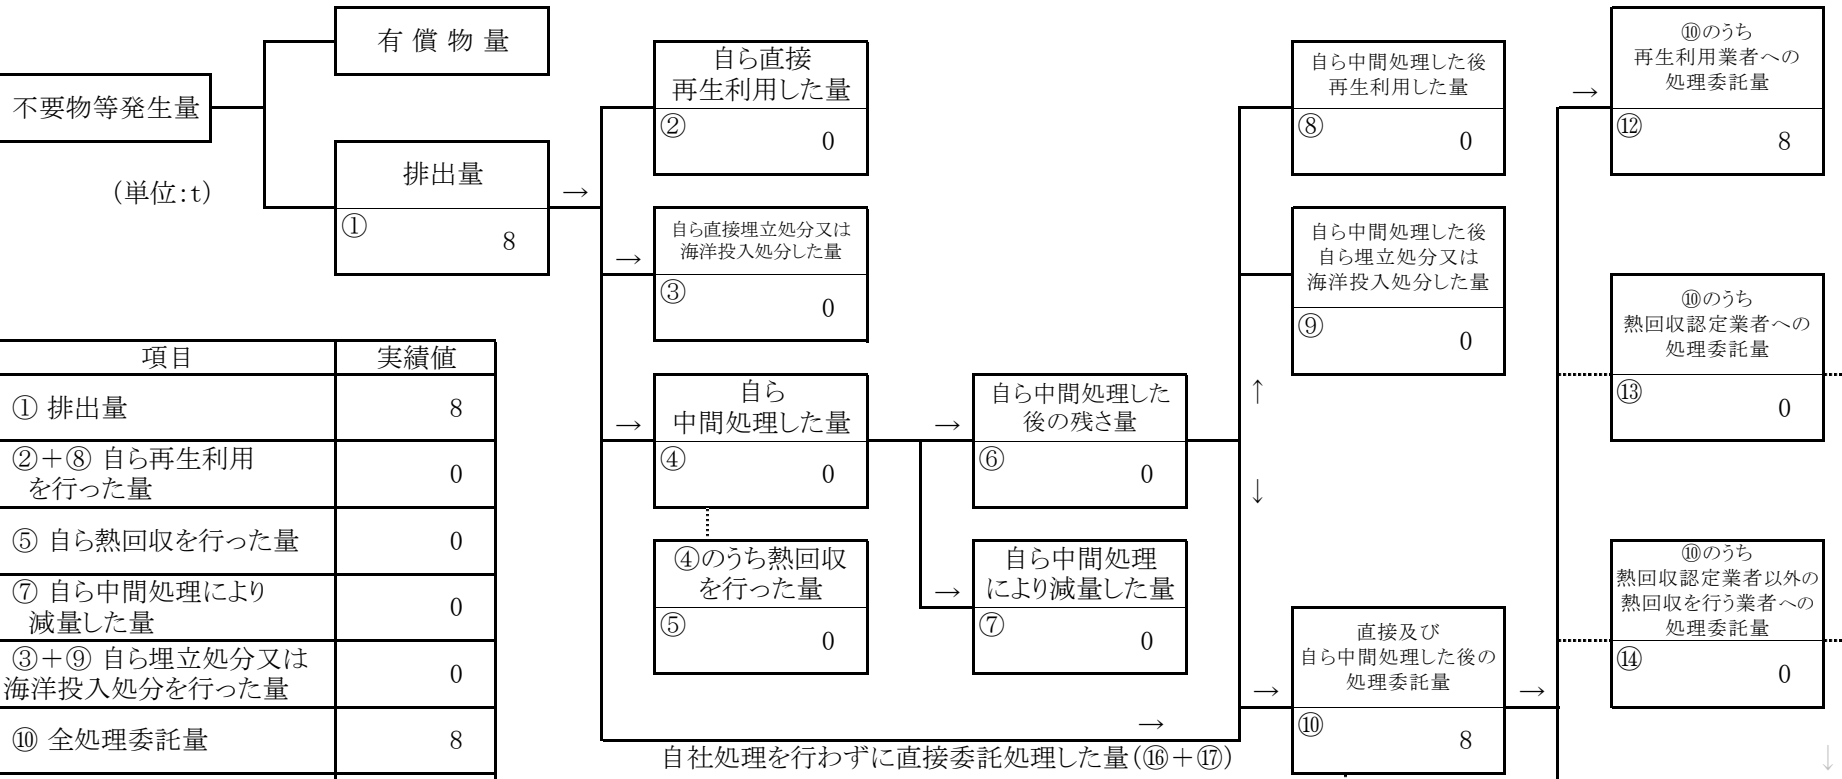 有 償 物 量
不要物等発生量
(単位:t)
排出量
①
8
→
自ら直接
再生利用した量
②
0
→
自ら直接埋立処分又は
海洋投入処分した量
③
0
→
自ら
中間処理した量
④
0
④のうち熱回収
を行った量
⑤
0
→
自ら中間処理した
後の残さ量
⑥
0
→
自ら中間処理
により減量した量
⑦
0
自ら中間処理した後
再生利用した量
⑧
0
自ら中間処理した後
自ら埋立処分又は
海洋投入処分した量
⑨
0
↑
↓
→
自社処理を行わずに直接委託処理した量(⑯+⑰)
→
直接及び
自ら中間処理した後の
処理委託量
⑩
8
→
→
⑩のうち
再生利用業者への
処理委託量
⑫
8
⑩のうち
熱回収認定業者への
処理委託量
⑬
0
⑩のうち
熱回収認定業者以外の
熱回収を行う業者への
処理委託量
⑭
0
↓
項目 実績値
① 排出量 8
②+⑧ 自ら再生利用
を行った量 0
⑤ 自ら熱回収を行った量 0
⑦ 自ら中間処理により
減量した量 0
③+⑨ 自ら埋立処分又は
海洋投入処分を行った量 0
⑩ 全処理委託量 8